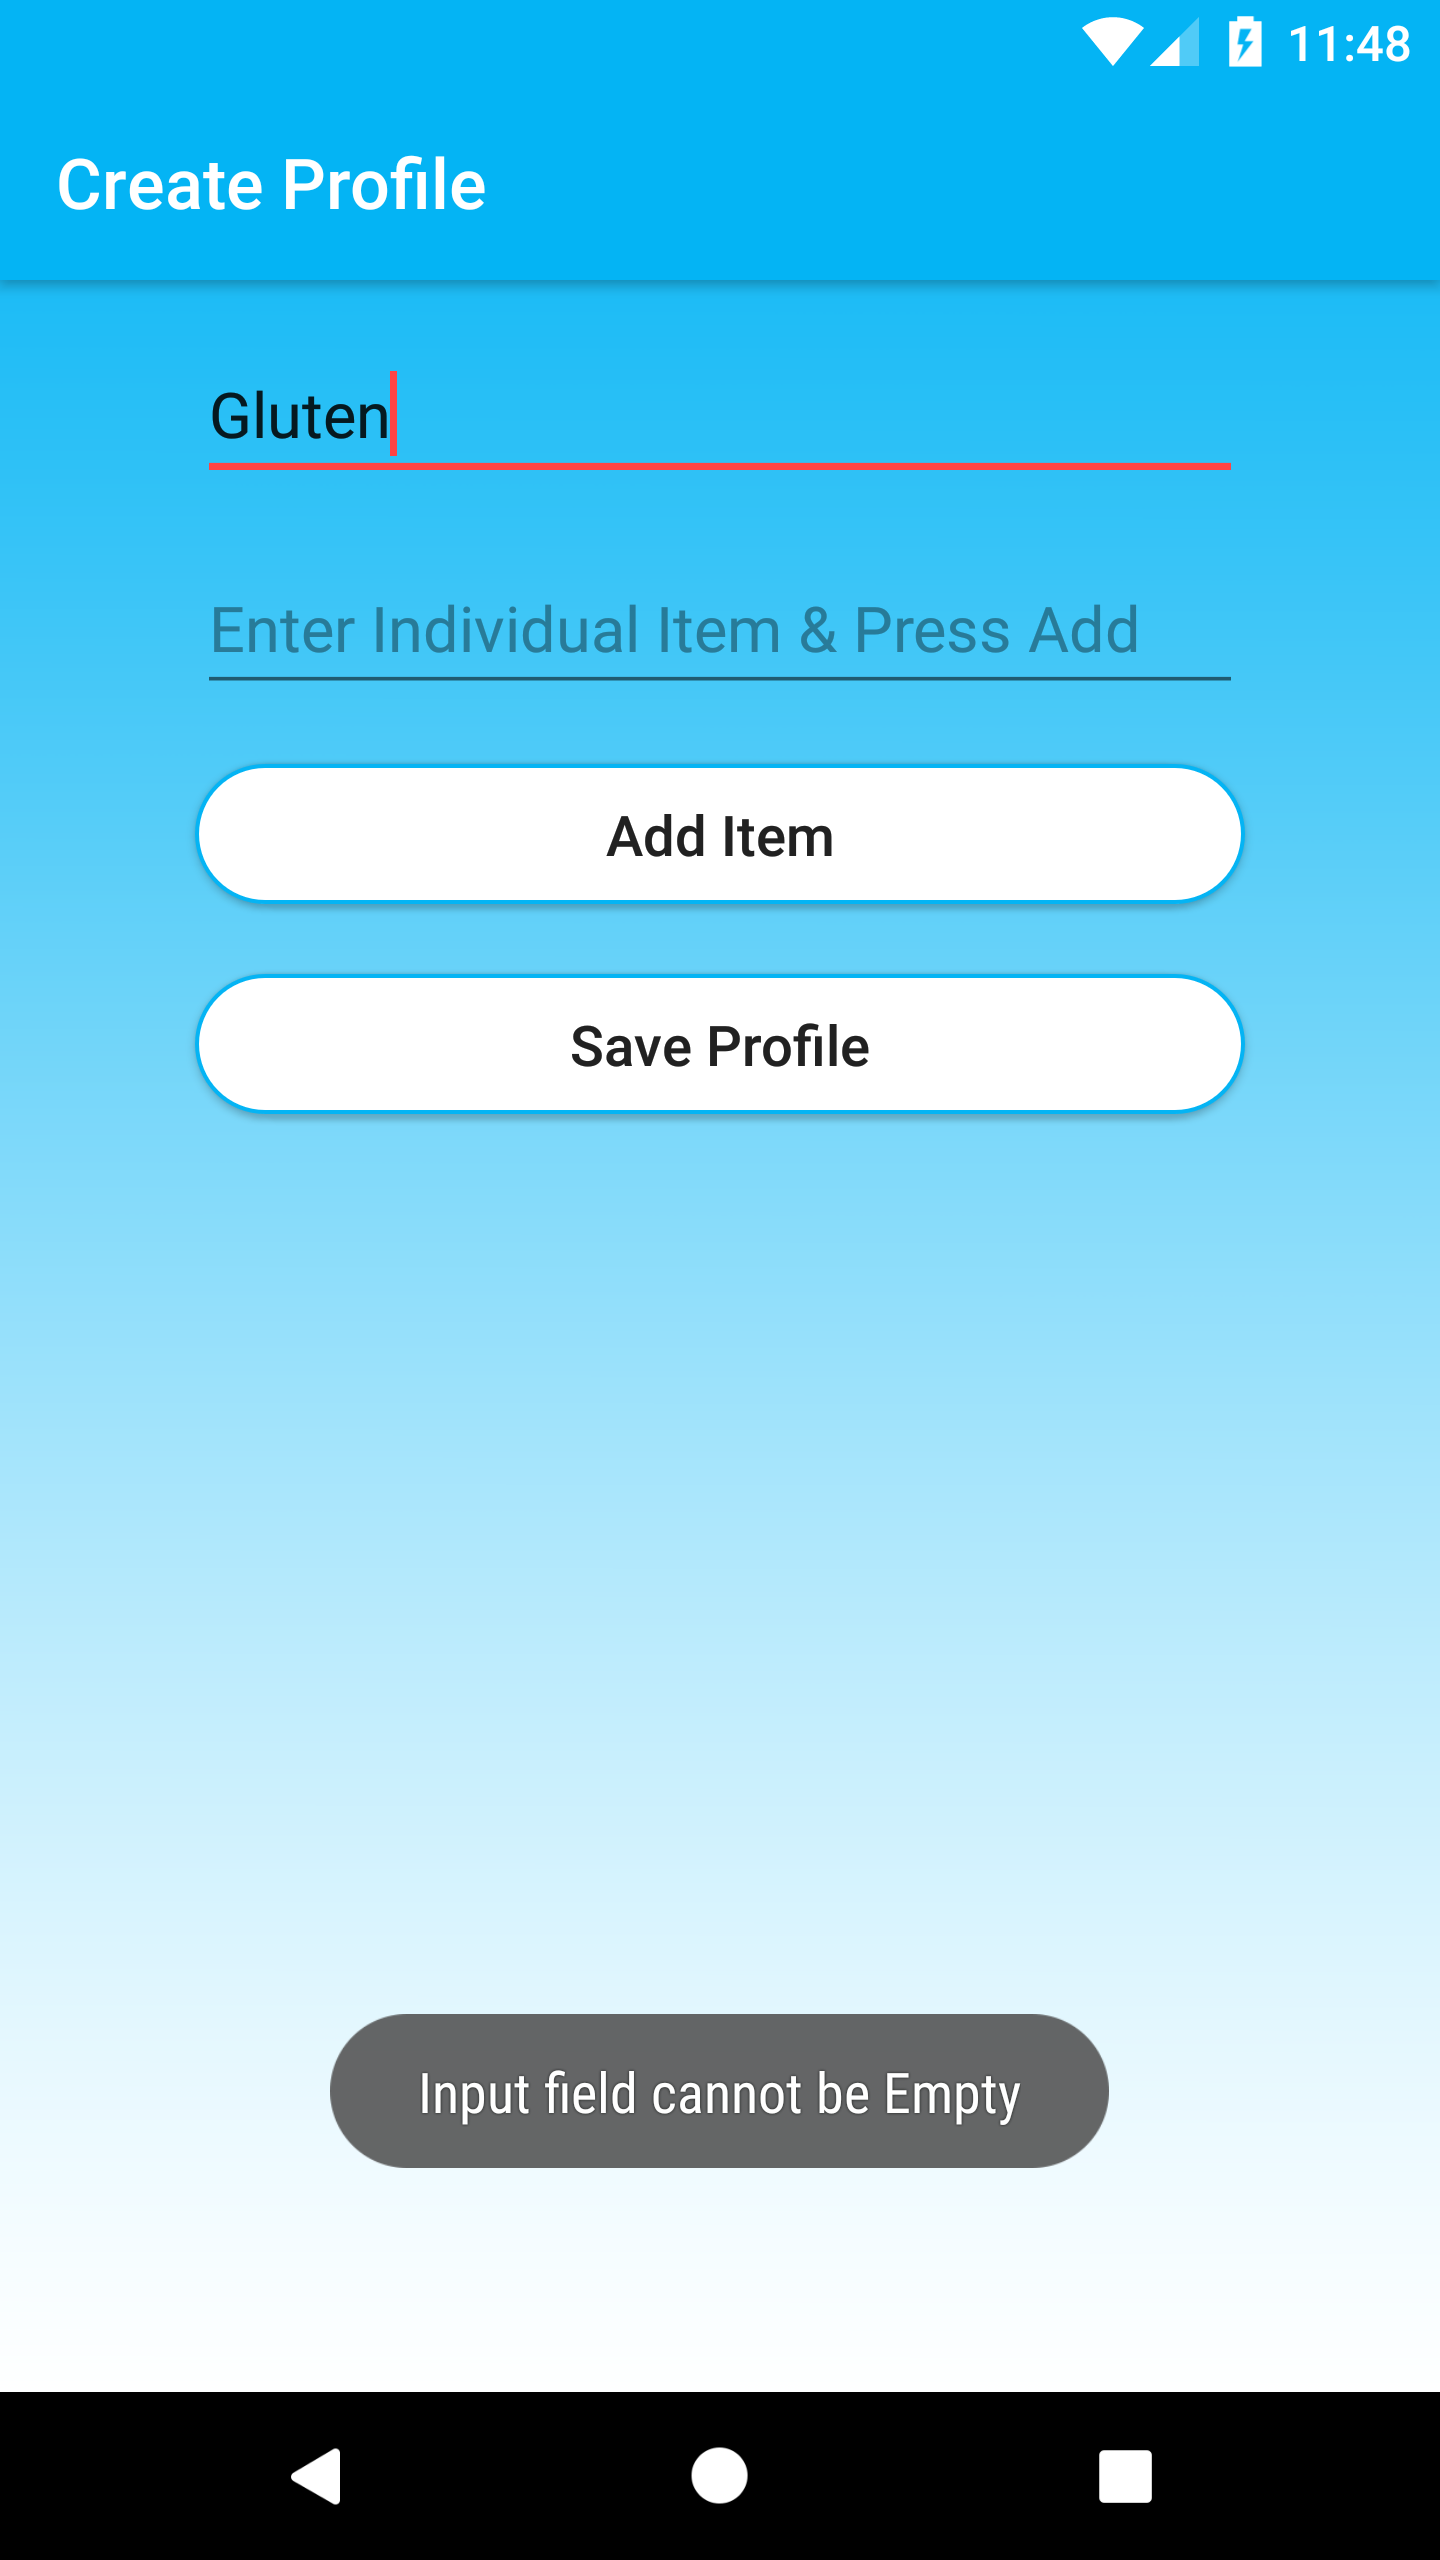 11:48
Create Profile
Gluten
Enter Individual Item & Press Add
Add Item
Save Profile
Input field cannot be Empty